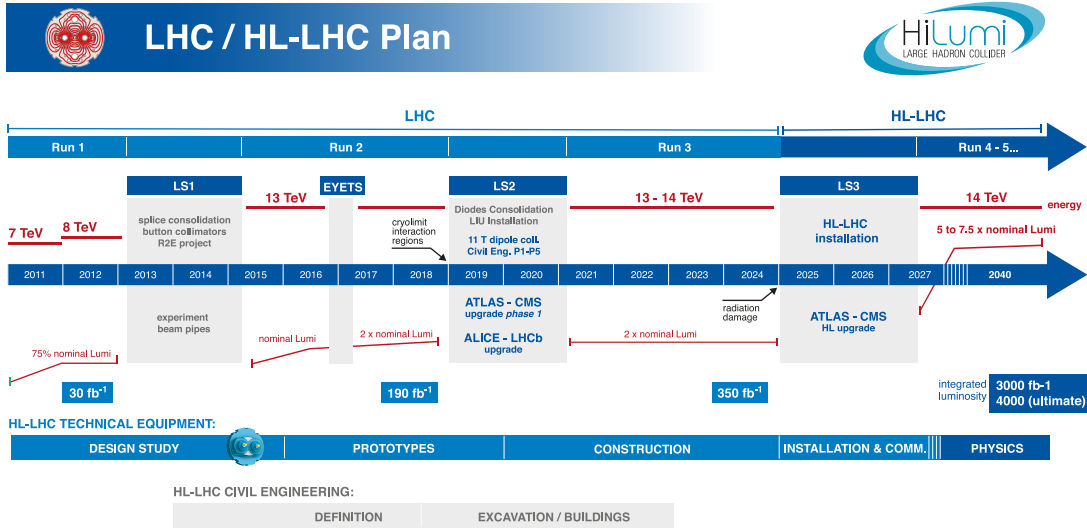 LHC / HL-LHC Plan
HiLumi
LARGE HADRON COLLIDER
LHC
HL-LHC
Run 1
Run 2
Run 3
Run 4 - 5...
LS1
EYETS
LS2
LS3
13 TeV
13 - 14 TeV
14 TeV
energy
splice consolidation
button collimators
R2E project
cryolimit
interaction
regions
Diodes Consolidation
LIU Installation
11 T dipole coll.
Civil Eng. P1-P5
HL-LHC
installation
7 TeV
8 TeV
5 to 7.5 x nominal Lumi
2011 2012 2013 2014 2015 2016 2017 2018 2019 2020 2021 2022 2023 2024 2025 2026 2027 2040
experiment
beam pipes
ATLAS - CMS
upgrade phase 1
ALICE - LHCb
upgrade
radiation
damage
ATLAS - CMS
HL upgrade
75% nominal Lumi
nominal Lumi
2 x nominal Lumi
2 x nominal Lumi
30 fb-1
190 fb-1
350 fb-1
integrated
luminosity
3000 fb-1
4000 (ultimate)
HL-LHC TECHNICAL EQUIPMENT:
DESIGN STUDY
PROTOTYPES
CONSTRUCTION
INSTALLATION & COMM.
PHYSICS
HL-LHC CIVIL ENGINEERING:
DEFINITION
EXCAVATION / BUILDINGS